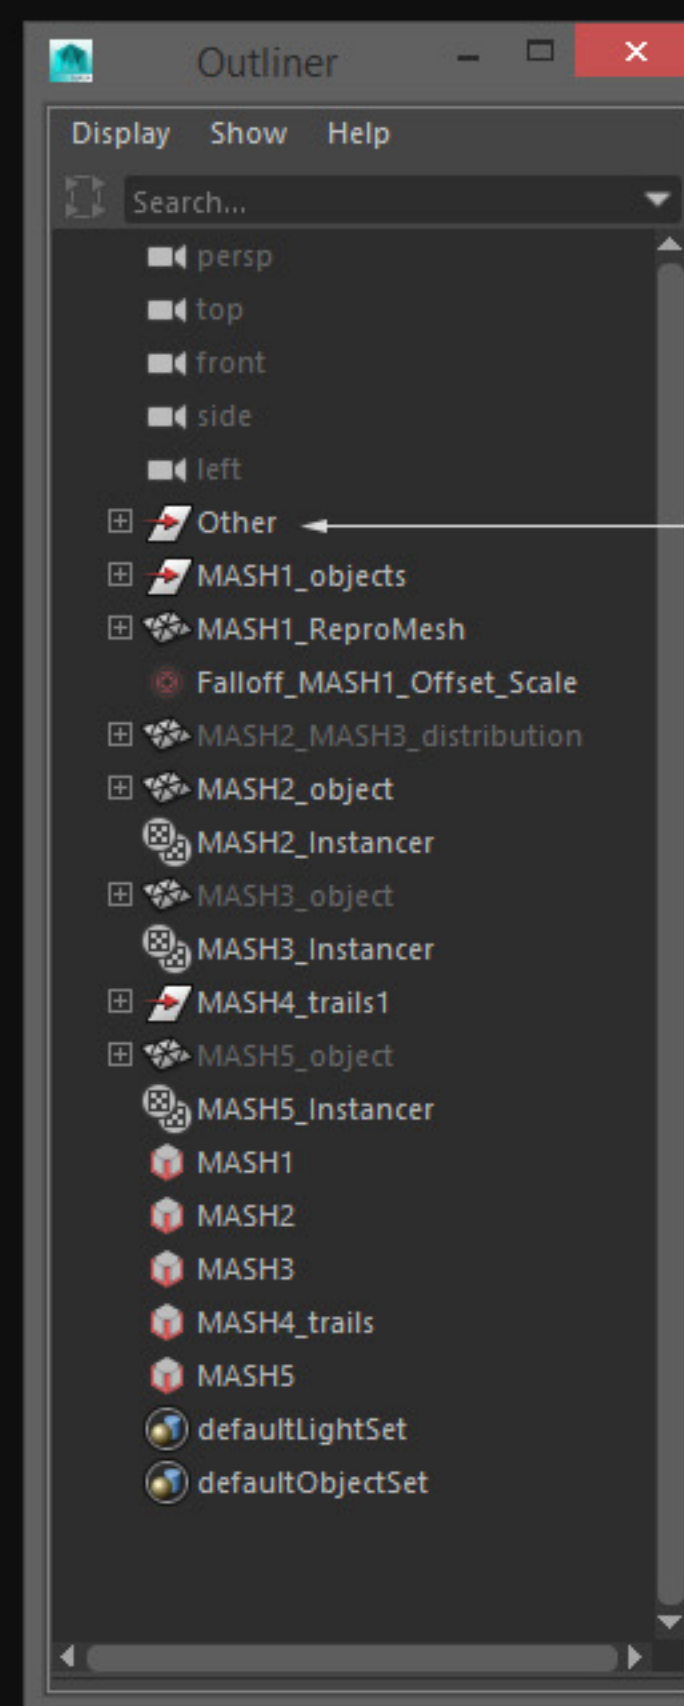 Outliner
Display Show Help
Search...
persp
top
front
side
left
Other
MASH1_objects
MASH1_ReproMesh
Falloff_MASH1_Offset_Scale
MASH2_MASH3_distribution
MASH2_object
MASH2_Instancer
MASH3_object
MASH3_Instancer
MASH4_trails1
MASH5_object
MASH5_Instancer
MASH1
MASH2
MASH3
MASH4_trails
MASH5
defaultLightSet
defaultObjectSet